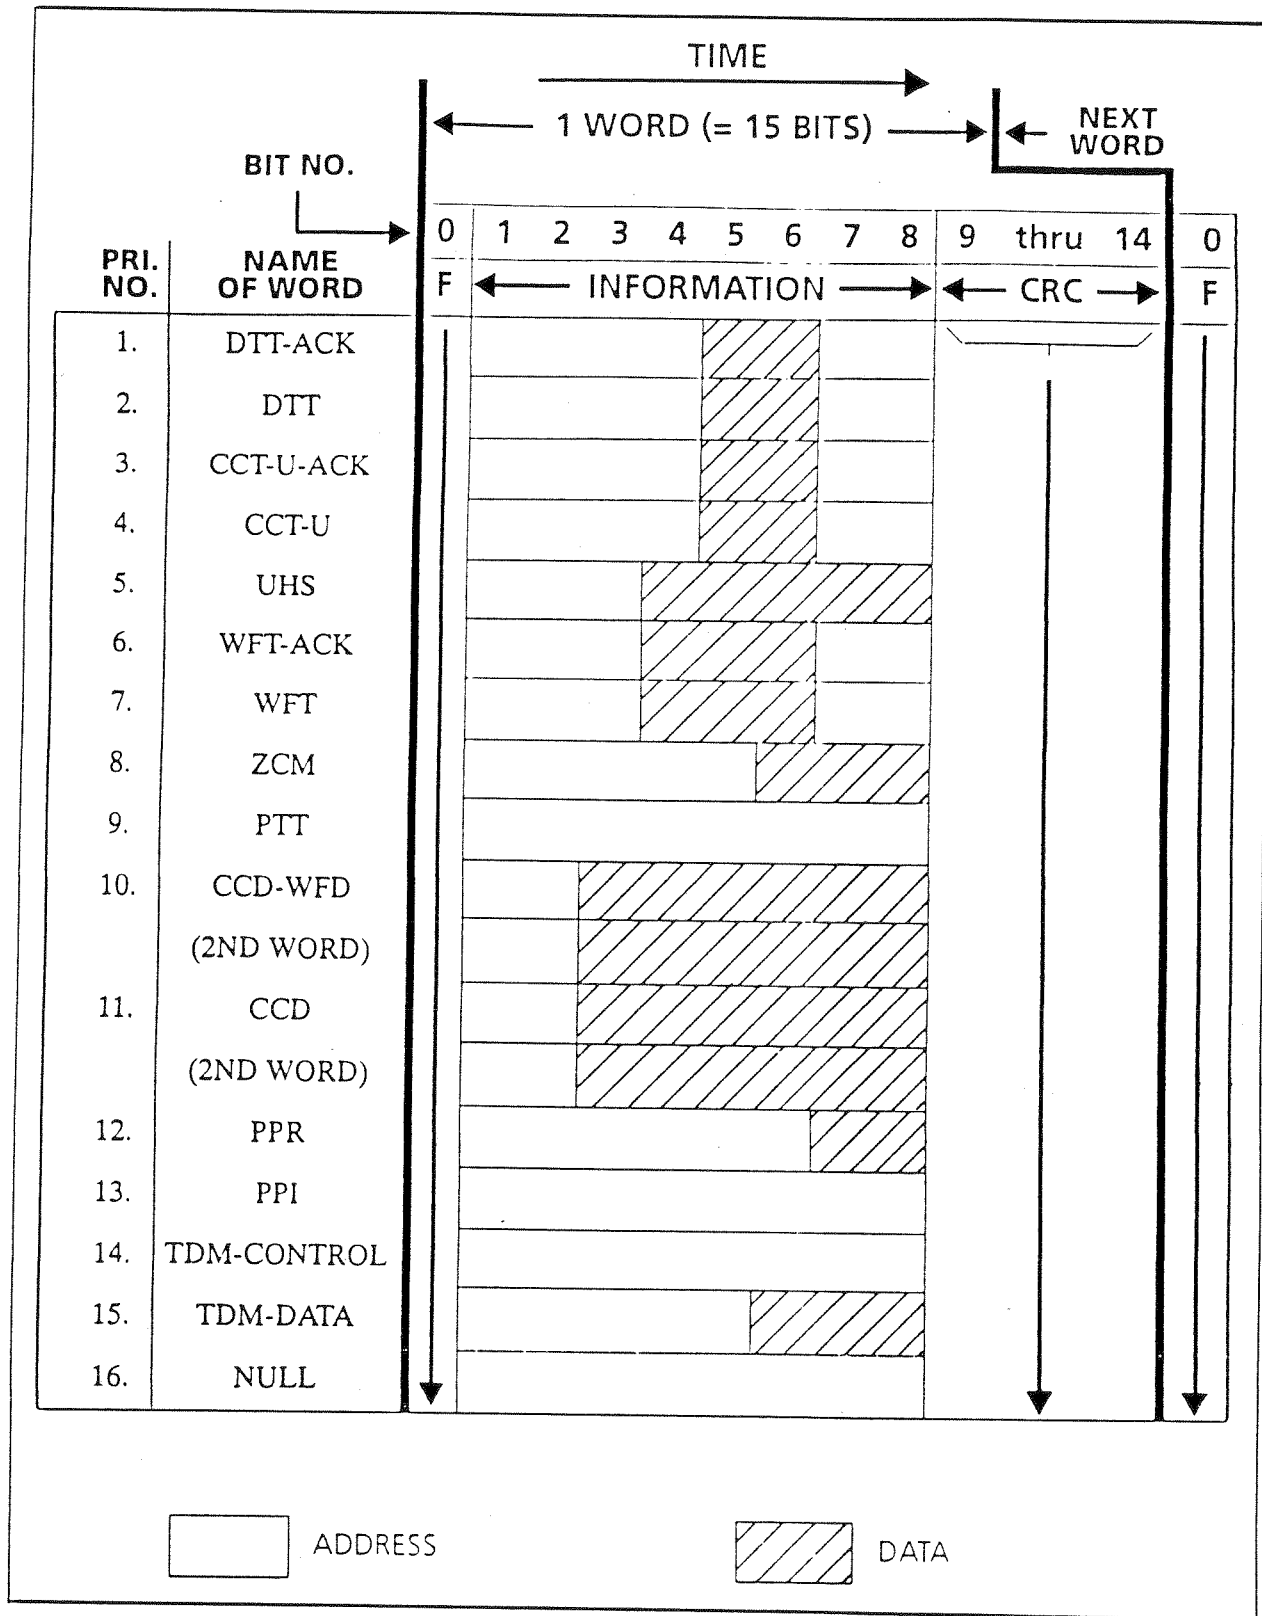 TIME
1 WORD (= 15 BITS)
NEXT
WORD
BIT NO.
0 1 2 3 4 5 6 7 8 9 thru 14 0
PRI.
NO.
NAME
OF WORD
F INFORMATION CRC F
1. DTT-ACK
2. DTT
3. CCT-U-ACK
4. CCT-U
5. UHS
6. WFT-ACK
7. WFT
8. ZCM
9. PTT
10. CCD-WFD
(2ND WORD)
11. CCD
(2ND WORD)
12. PPR
13. PPI
14. TDM-CONTROL
15. TDM-DATA
16. NULL
ADDRESS
DATA